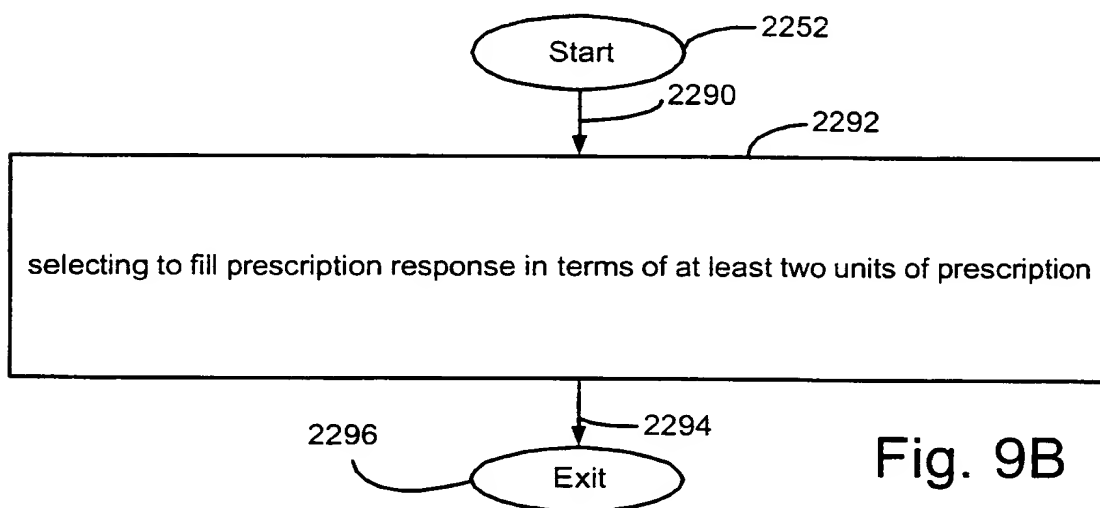 Start
2252
2290
2292
selecting to fill prescription response in terms of at least two units of prescription
2294
2296
Exit
Fig. 9B